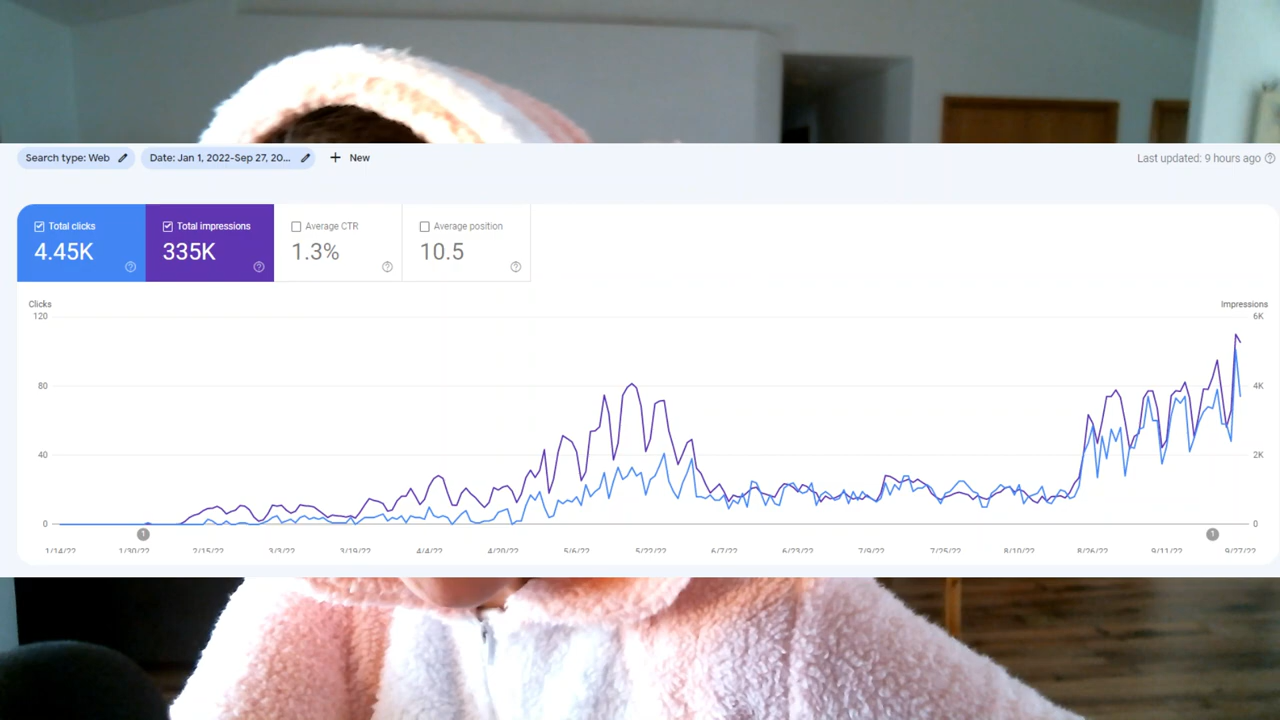 Search type: Web Date: Jan 1, 2022-Sep 27, 20... + New Last updated: 9 hours ago
Total clicks Total impressions Average CTR Average position
4.45K 335K 1.3% 10.5
Clicks Impressions
120 6K
80 4K
40 2K
0 0
1 1
1/14/22 1/30/22 2/15/22 3/3/22 3/19/22 4/4/22 4/20/22 5/6/22 5/22/22 6/7/22 6/23/22 7/9/22 7/25/22 8/10/22 8/26/22 9/11/22 9/27/22